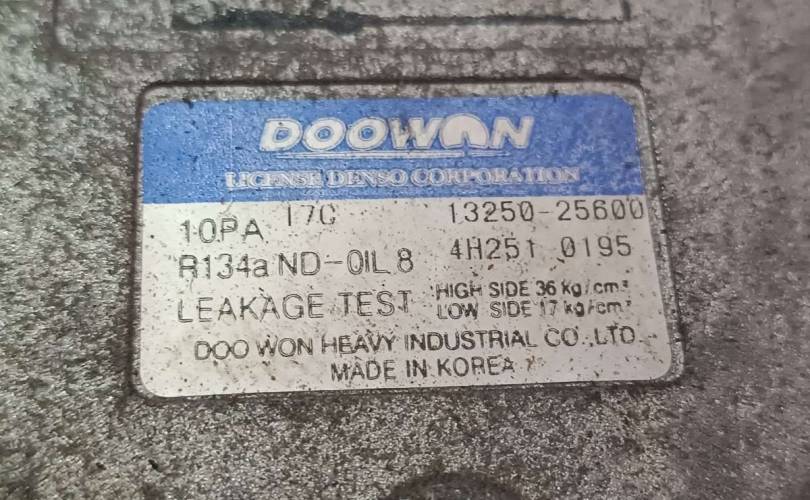 DOOWON
LICENSE DENSO CORPORATION
10PA 17C 13250-25600
R134a ND-OIL 8 4H251 0195
LEAKAGE TEST HIGH SIDE 36 kg/cm²
LOW SIDE 17 kg/cm²
DOO WON HEAVY INDUSTRIAL CO.,LTD.
MADE IN KOREA